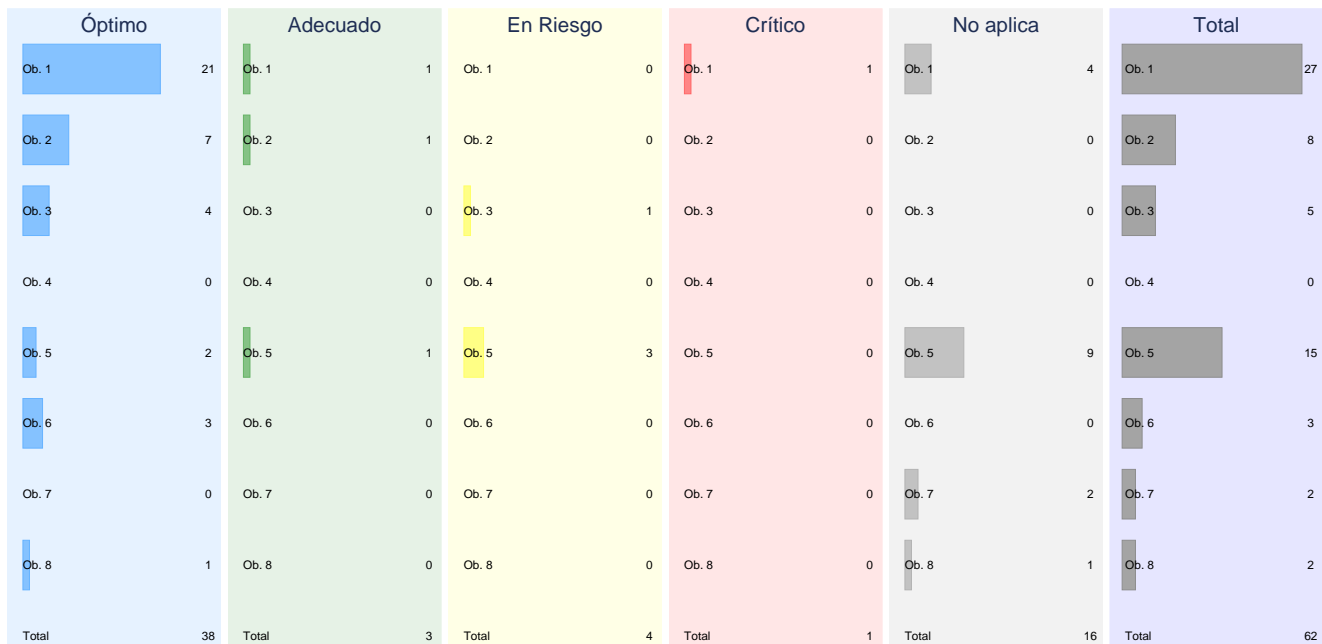 Óptimo Adecuado En Riesgo Crítico No aplica Total
Ob. 1 21 Ob. 1 1 Ob. 1 0 Ob. 1 1 Ob. 1 4 Ob. 1 27
Ob. 2 7 Ob. 2 1 Ob. 2 0 Ob. 2 0 Ob. 2 0 Ob. 2 8
Ob. 3 4 Ob. 3 0 Ob. 3 1 Ob. 3 0 Ob. 3 0 Ob. 3 5
Ob. 4 0 Ob. 4 0 Ob. 4 0 Ob. 4 0 Ob. 4 0 Ob. 4 0
Ob. 5 2 Ob. 5 1 Ob. 5 3 Ob. 5 0 Ob. 5 9 Ob. 5 15
Ob. 6 3 Ob. 6 0 Ob. 6 0 Ob. 6 0 Ob. 6 0 Ob. 6 3
Ob. 7 0 Ob. 7 0 Ob. 7 0 Ob. 7 0 Ob. 7 2 Ob. 7 2
Ob. 8 1 Ob. 8 0 Ob. 8 0 Ob. 8 0 Ob. 8 1 Ob. 8 2
Total 38 Total 3 Total 4 Total 1 Total 16 Total 62